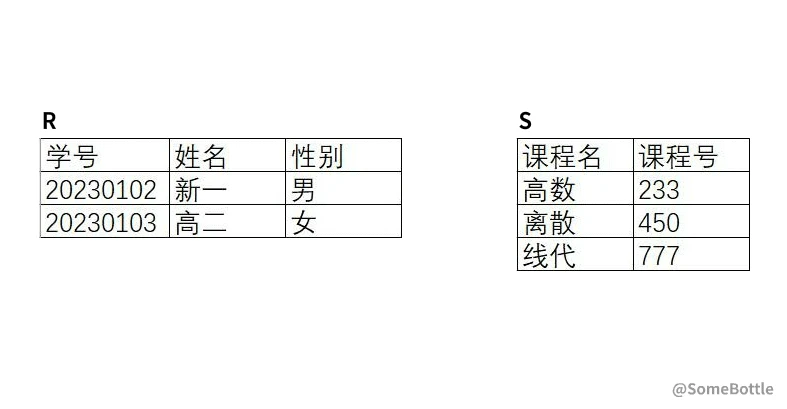 R
学号 姓名 性别
20230102 新一 男
20230103 高二 女
S
课程名 课程号
高数 233
离散 450
线代 777
@SomeBottle